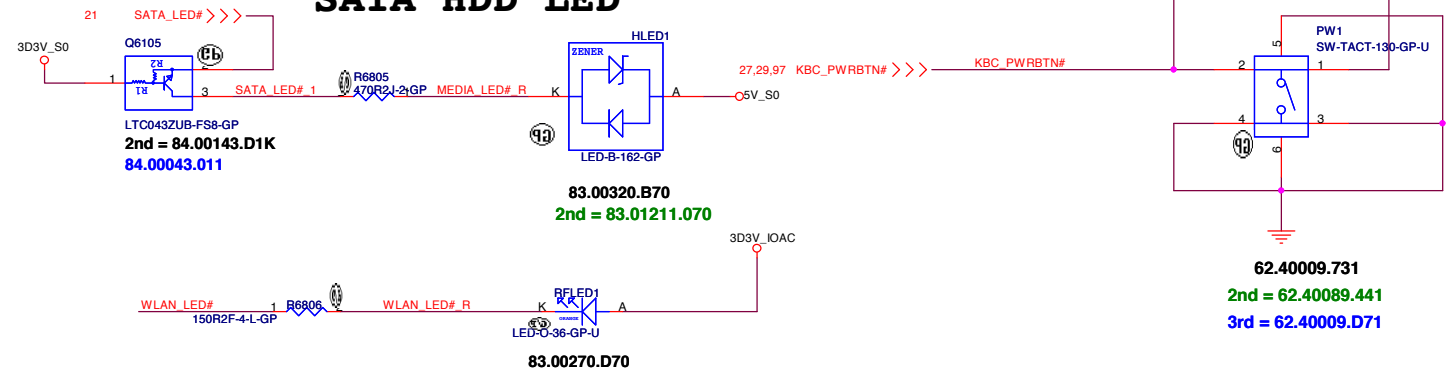 SATA HDD LED
21 SATA_LED#
3D3V_S0
Q6105
R2
R1
1
2
3
SATA_LED#_1
LTC043ZUB-FS8-GP
2nd = 84.00143.D1K
84.00043.011
R6805
470R2J-2-GP
MEDIA_LED#_R
HLED1
ZENER
K
A
5V_S0
LED-B-162-GP
83.00320.B70
2nd = 83.01211.070
27,29,97 KBC_PWRBTN#
KBC_PWRBTN#
PW1
SW-TACT-130-GP-U
5
2
1
4
3
6
62.40009.731
2nd = 62.40089.441
3rd = 62.40009.D71
3D3V_IOAC
WLAN_LED#
1
R6806
2
150R2F-4-L-GP
WLAN_LED#_R
RFLED1
K
A
ORANGE
LED-O-36-GP-U
83.00270.D70